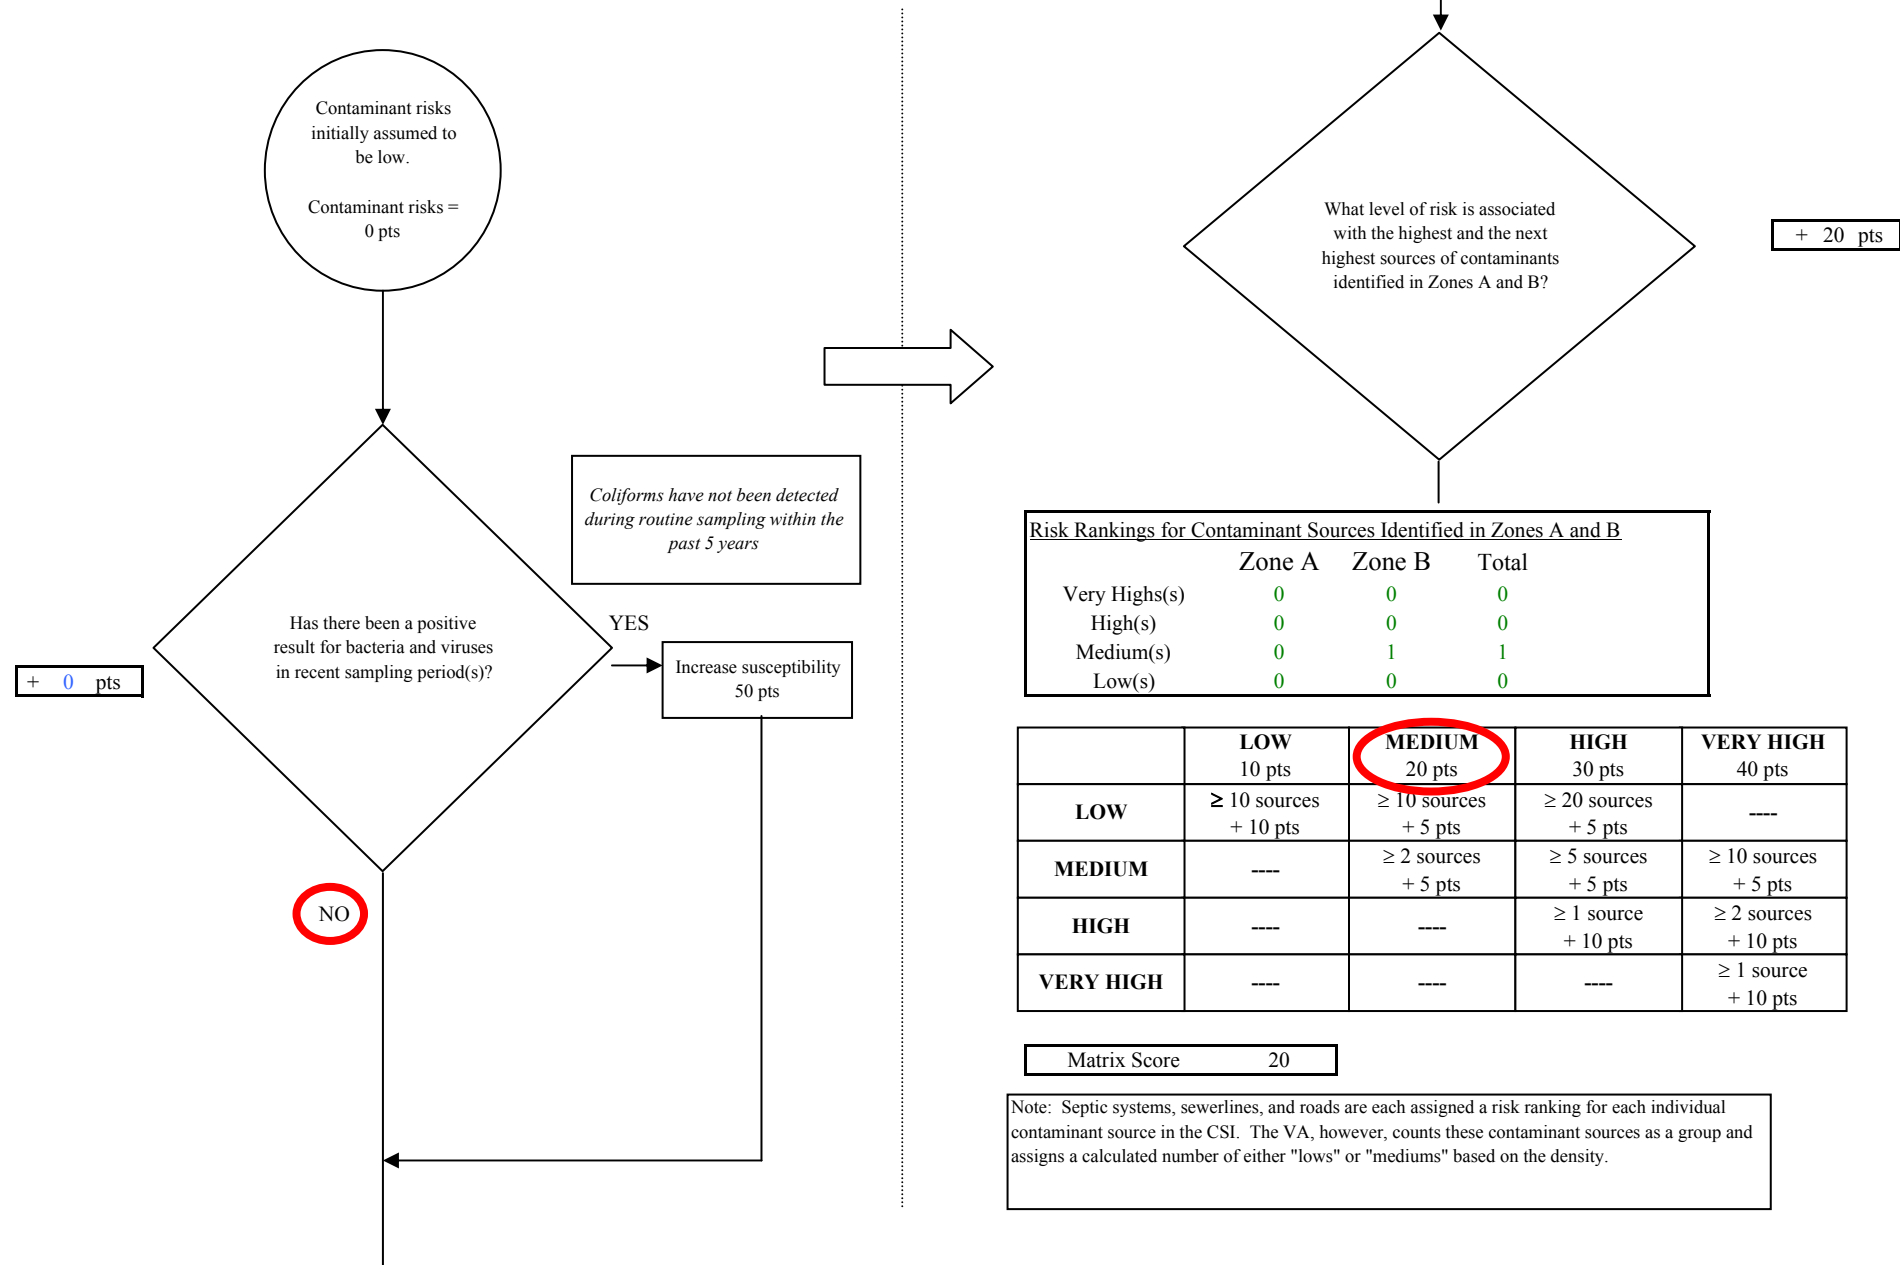 Contaminant risks
initially assumed to
be low.
Contaminant risks =
0 pts
Coliforms have not been detected
during routine sampling within the
past 5 years
Has there been a positive
result for bacteria and viruses
in recent sampling period(s)?
YES
Increase susceptibility
50 pts
+ 0 pts
NO
What level of risk is associated
with the highest and the next
highest sources of contaminants
identified in Zones A and B?
+ 20 pts
Risk Rankings for Contaminant Sources Identified in Zones A and B
Zone A Zone B Total
Very Highs(s) 0 0 0
High(s) 0 0 0
Medium(s) 0 1 1
Low(s) 0 0 0
LOW MEDIUM HIGH VERY HIGH
10 pts 20 pts 30 pts 40 pts
LOW ≥ 10 sources ≥ 10 sources ≥ 20 sources ----
+ 10 pts + 5 pts + 5 pts
MEDIUM ---- ≥ 2 sources ≥ 5 sources ≥ 10 sources
+ 5 pts + 5 pts + 5 pts
HIGH ---- ---- ≥ 1 source ≥ 2 sources
+ 10 pts + 10 pts
VERY HIGH ---- ---- ---- ≥ 1 source
+ 10 pts
Matrix Score 20
Note: Septic systems, sewerlines, and roads are each assigned a risk ranking for each individual
contaminant source in the CSI. The VA, however, counts these contaminant sources as a group and
assigns a calculated number of either "lows" or "mediums" based on the density.